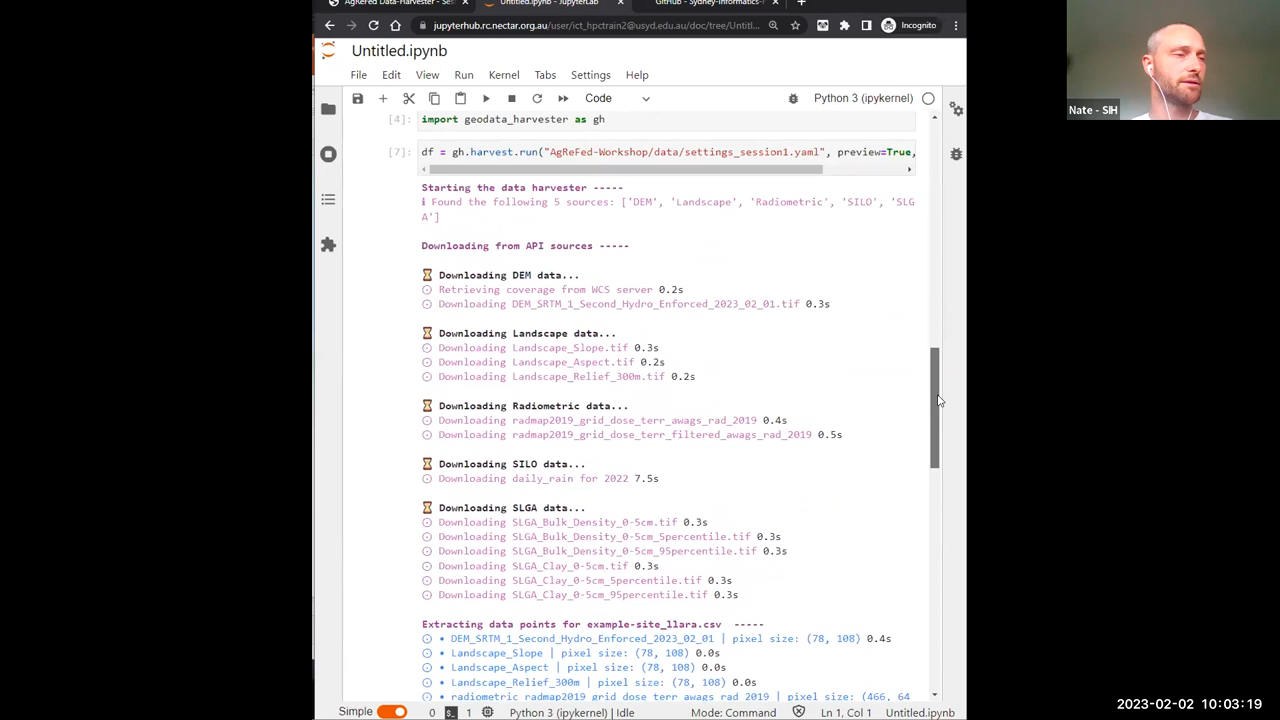 AgReFed Data-Harvester - Ses
Untitled.ipynb - JupyterLab
GitHub - Sydney-Informatics-H
jupyterhub.rc.nectar.org.au/user/ict_hpctrain2@usyd.edu.au/doc/tree/Untitl...
Incognito
Untitled.ipynb
File Edit View Run Kernel Tabs Settings Help
Code
Python 3 (ipykernel)
[4]: import geodata_harvester as gh
[7]: df = gh.harvest.run("AgReFed-Workshop/data/settings_session1.yaml", preview=True,
Starting the data harvester -----
ℹ Found the following 5 sources: ['DEM', 'Landscape', 'Radiometric', 'SILO', 'SLG
A']
Downloading from API sources -----
⌛ Downloading DEM data...
⊙ Retrieving coverage from WCS server 0.2s
⊙ Downloading DEM_SRTM_1_Second_Hydro_Enforced_2023_02_01.tif 0.3s
⌛ Downloading Landscape data...
⊙ Downloading Landscape_Slope.tif 0.3s
⊙ Downloading Landscape_Aspect.tif 0.2s
⊙ Downloading Landscape_Relief_300m.tif 0.2s
⌛ Downloading Radiometric data...
⊙ Downloading radmap2019_grid_dose_terr_awags_rad_2019 0.4s
⊙ Downloading radmap2019_grid_dose_terr_filtered_awags_rad_2019 0.5s
⌛ Downloading SILO data...
⊙ Downloading daily_rain for 2022 7.5s
⌛ Downloading SLGA data...
⊙ Downloading SLGA_Bulk_Density_0-5cm.tif 0.3s
⊙ Downloading SLGA_Bulk_Density_0-5cm_5percentile.tif 0.3s
⊙ Downloading SLGA_Bulk_Density_0-5cm_95percentile.tif 0.3s
⊙ Downloading SLGA_Clay_0-5cm.tif 0.3s
⊙ Downloading SLGA_Clay_0-5cm_5percentile.tif 0.3s
⊙ Downloading SLGA_Clay_0-5cm_95percentile.tif 0.3s
Extracting data points for example-site_llara.csv -----
⊙ • DEM_SRTM_1_Second_Hydro_Enforced_2023_02_01 | pixel size: (78, 108) 0.4s
⊙ • Landscape_Slope | pixel size: (78, 108) 0.0s
⊙ • Landscape_Aspect | pixel size: (78, 108) 0.0s
⊙ • Landscape_Relief_300m | pixel size: (78, 108) 0.0s
⊙ • radiometric_radmap2019_grid_dose_terr_awags_rad_2019 | pixel size: (466, 64
Simple 0 1 Python 3 (ipykernel) | Idle Mode: Command Ln 1, Col 1 Untitled.ipynb
Nate - SIH
2023-02-02 10:03:19